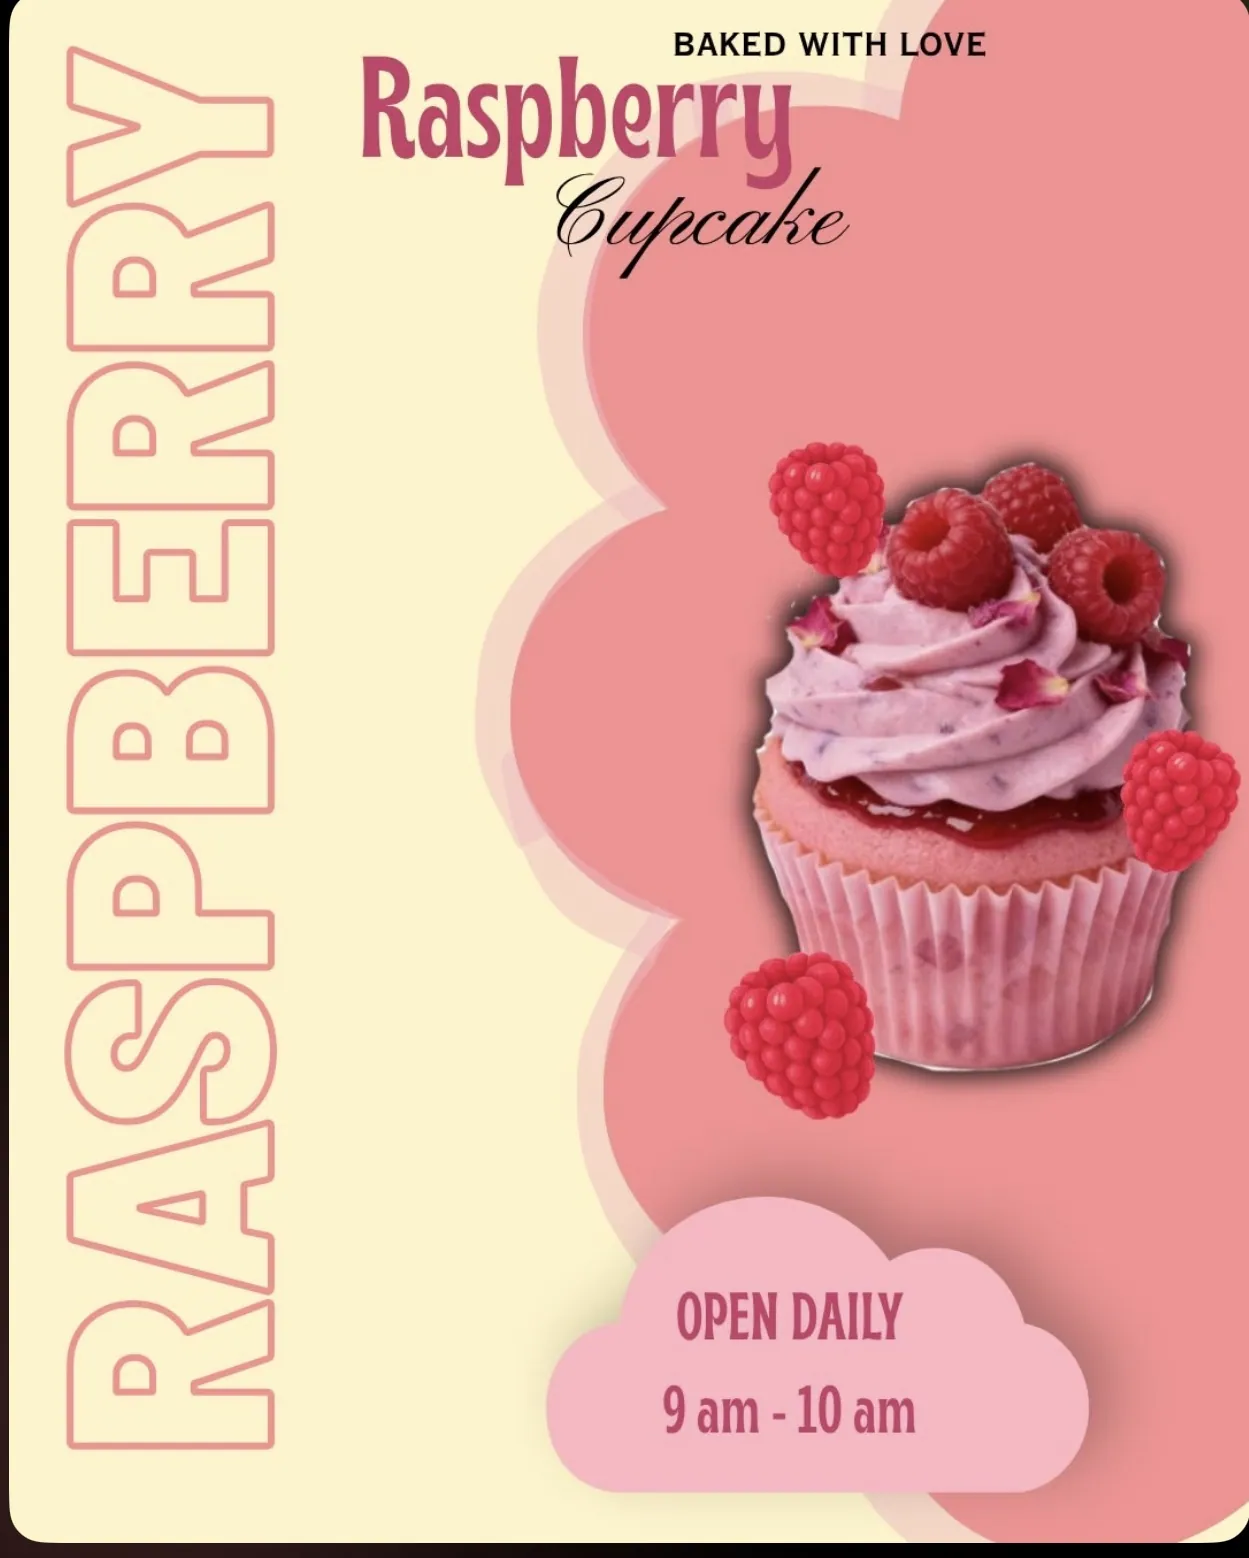 RASPBERRY
BAKED WITH LOVE
Raspberry
Cupcake
OPEN DAILY
9 am - 10 am